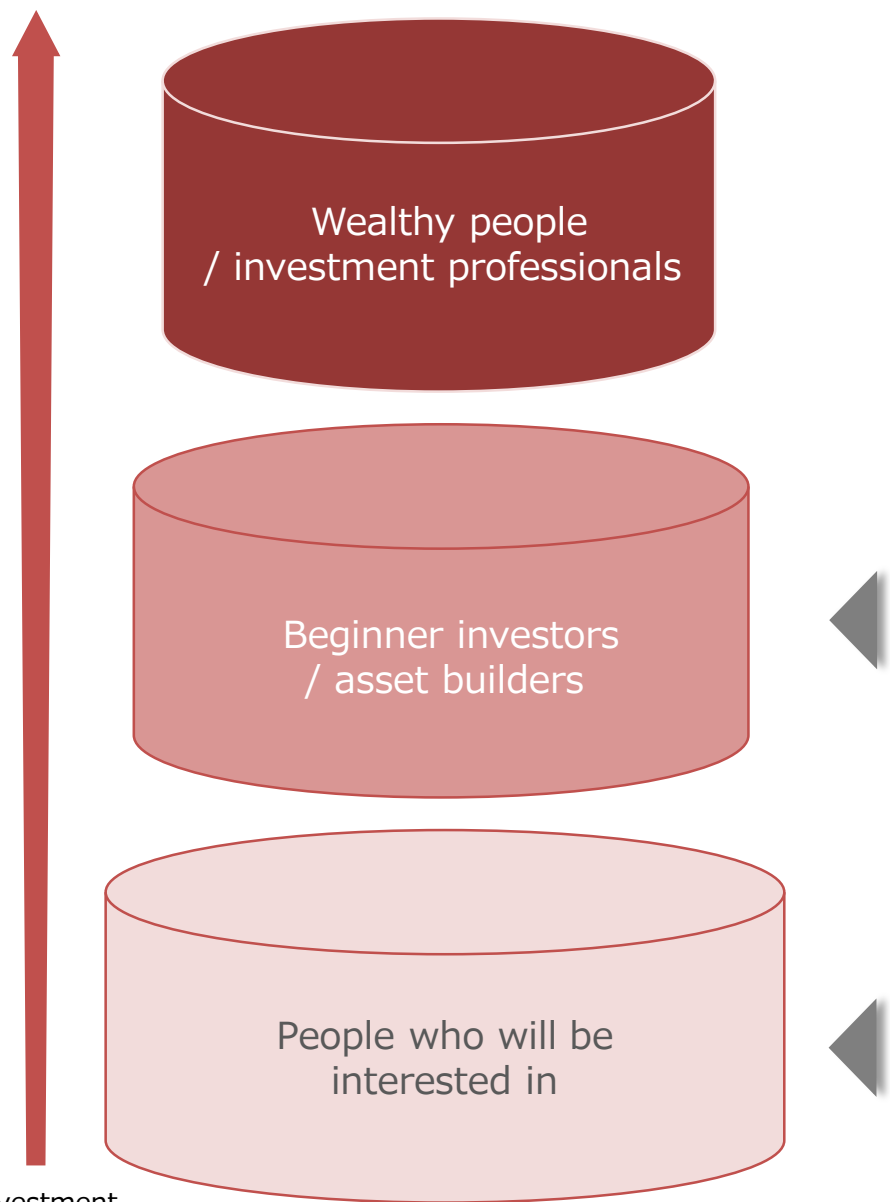 Wealthy people
/ investment professionals
Beginner investors
/ asset builders
People who will be
interested in